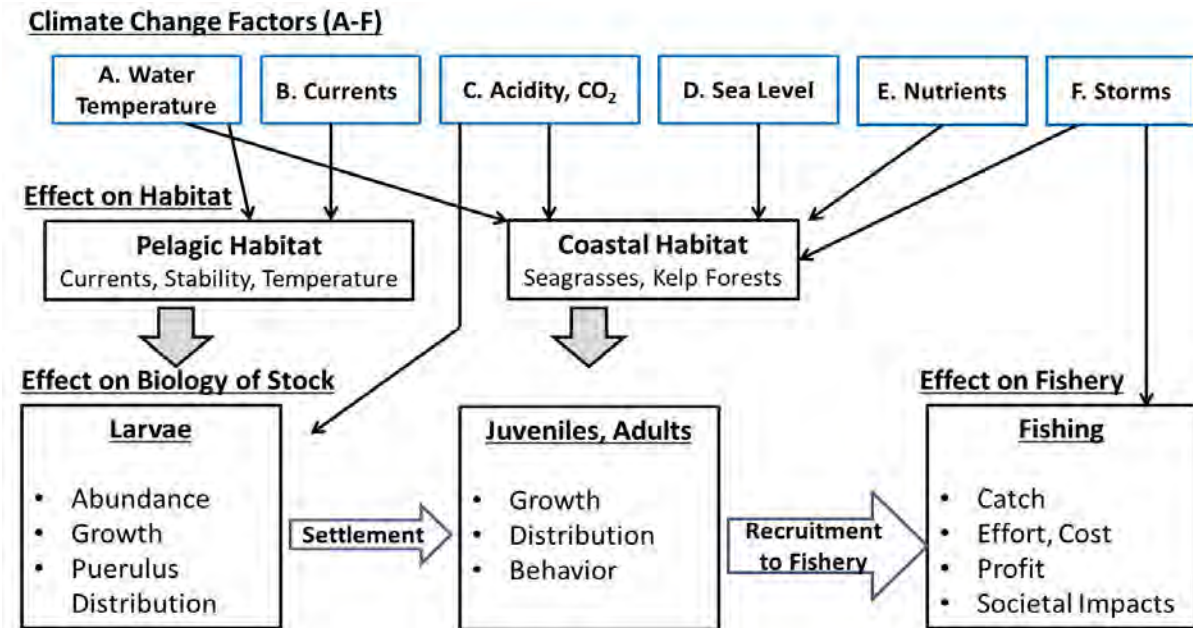 Climate Change Factors (A-F)
A. Water
Temperature
B. Currents
C. Acidity, CO₂
D. Sea Level
E. Nutrients
F. Storms
Effect on Habitat
Pelagic Habitat
Currents, Stability, Temperature
Coastal Habitat
Seagrasses, Kelp Forests
Effect on Biology of Stock
Effect on Fishery
Larvae
• Abundance
• Growth
• Puerulus
Distribution
Settlement
Juveniles, Adults
• Growth
• Distribution
• Behavior
Recruitment
to Fishery
Fishing
• Catch
• Effort, Cost
• Profit
• Societal Impacts